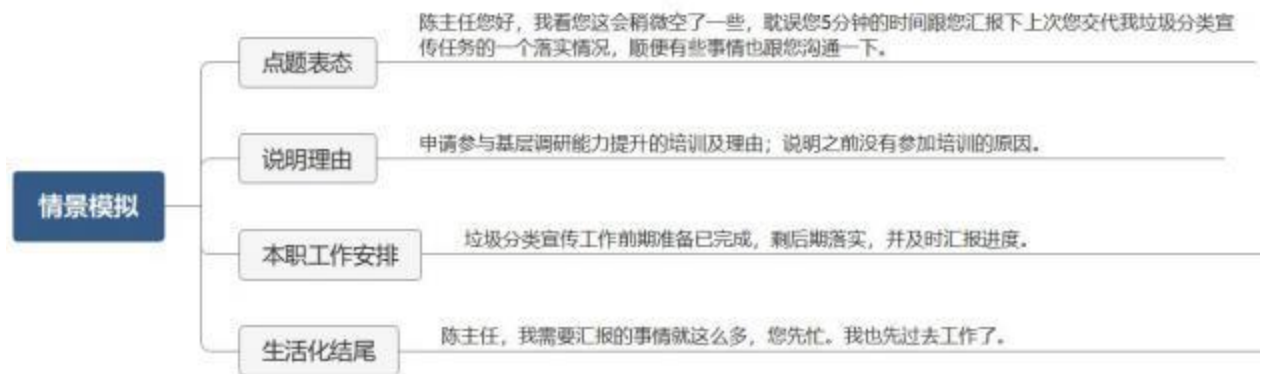 情景模拟
点题表态
陈主任您好，我看您这会稍微空了一些，耽误您5分钟的时间跟您汇报下上次您交代我垃圾分类宣
传任务的一个落实情况，顺便有些事情也跟您沟通一下。
说明理由
申请参与基层调研能力提升的培训及理由；说明之前没有参加培训的原因。
本职工作安排
垃圾分类宣传工作前期准备已完成，剩后期落实，并及时汇报进度。
生活化结尾
陈主任，我需要汇报的事情就这么多，您先忙。我也先过去工作了。